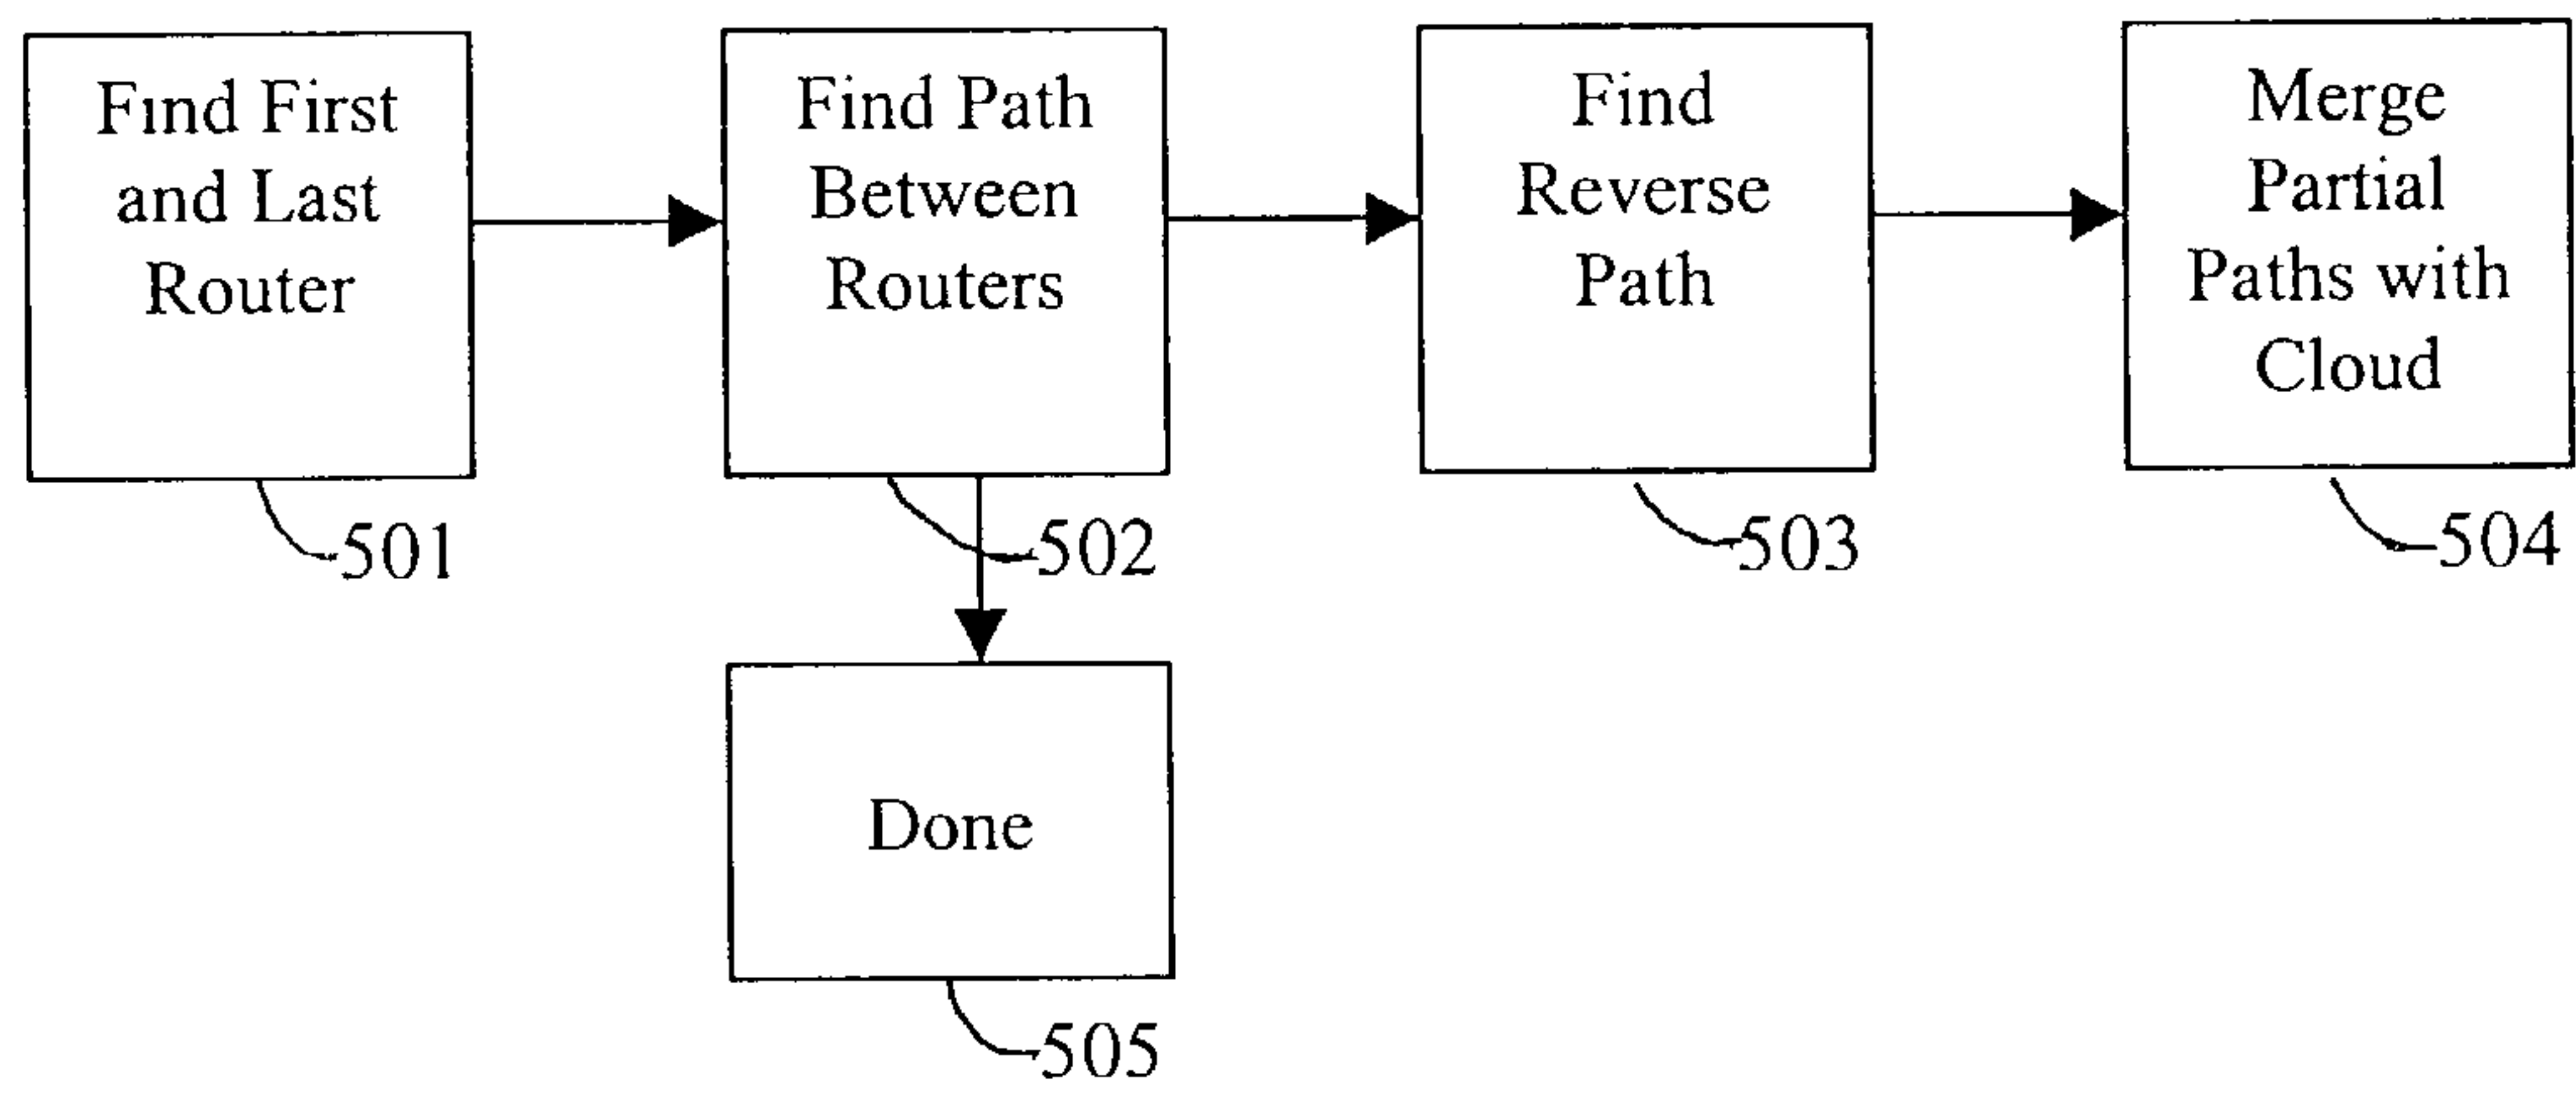 Find First
and Last
Router
501
Find Path
Between
Routers
502
Find
Reverse
Path
503
Merge
Partial
Paths with
Cloud
504
Done
505